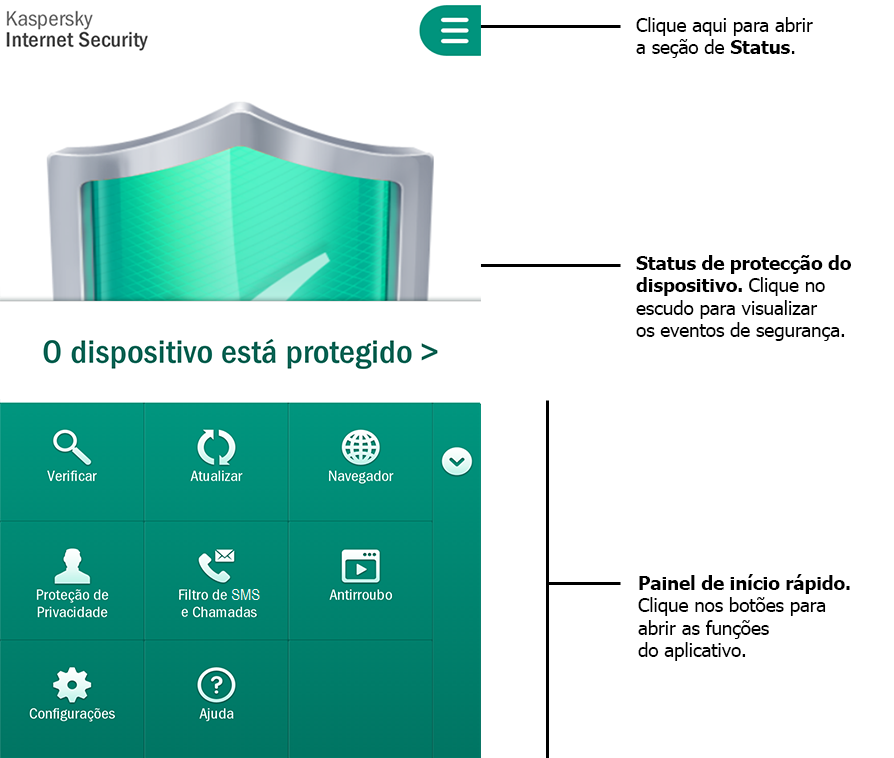 Kaspersky
Internet Security
Clique aqui para abrir
a seção de Status.
Status de protecção do
dispositivo. Clique no
escudo para visualizar
os eventos de segurança.
O dispositivo está protegido >
Verificar
Atualizar
Navegador
Proteção de
Privacidade
Filtro de SMS
e Chamadas
Antirroubo
Configurações
Ajuda
Painel de início rápido.
Clique nos botões para
abrir as funções
do aplicativo.